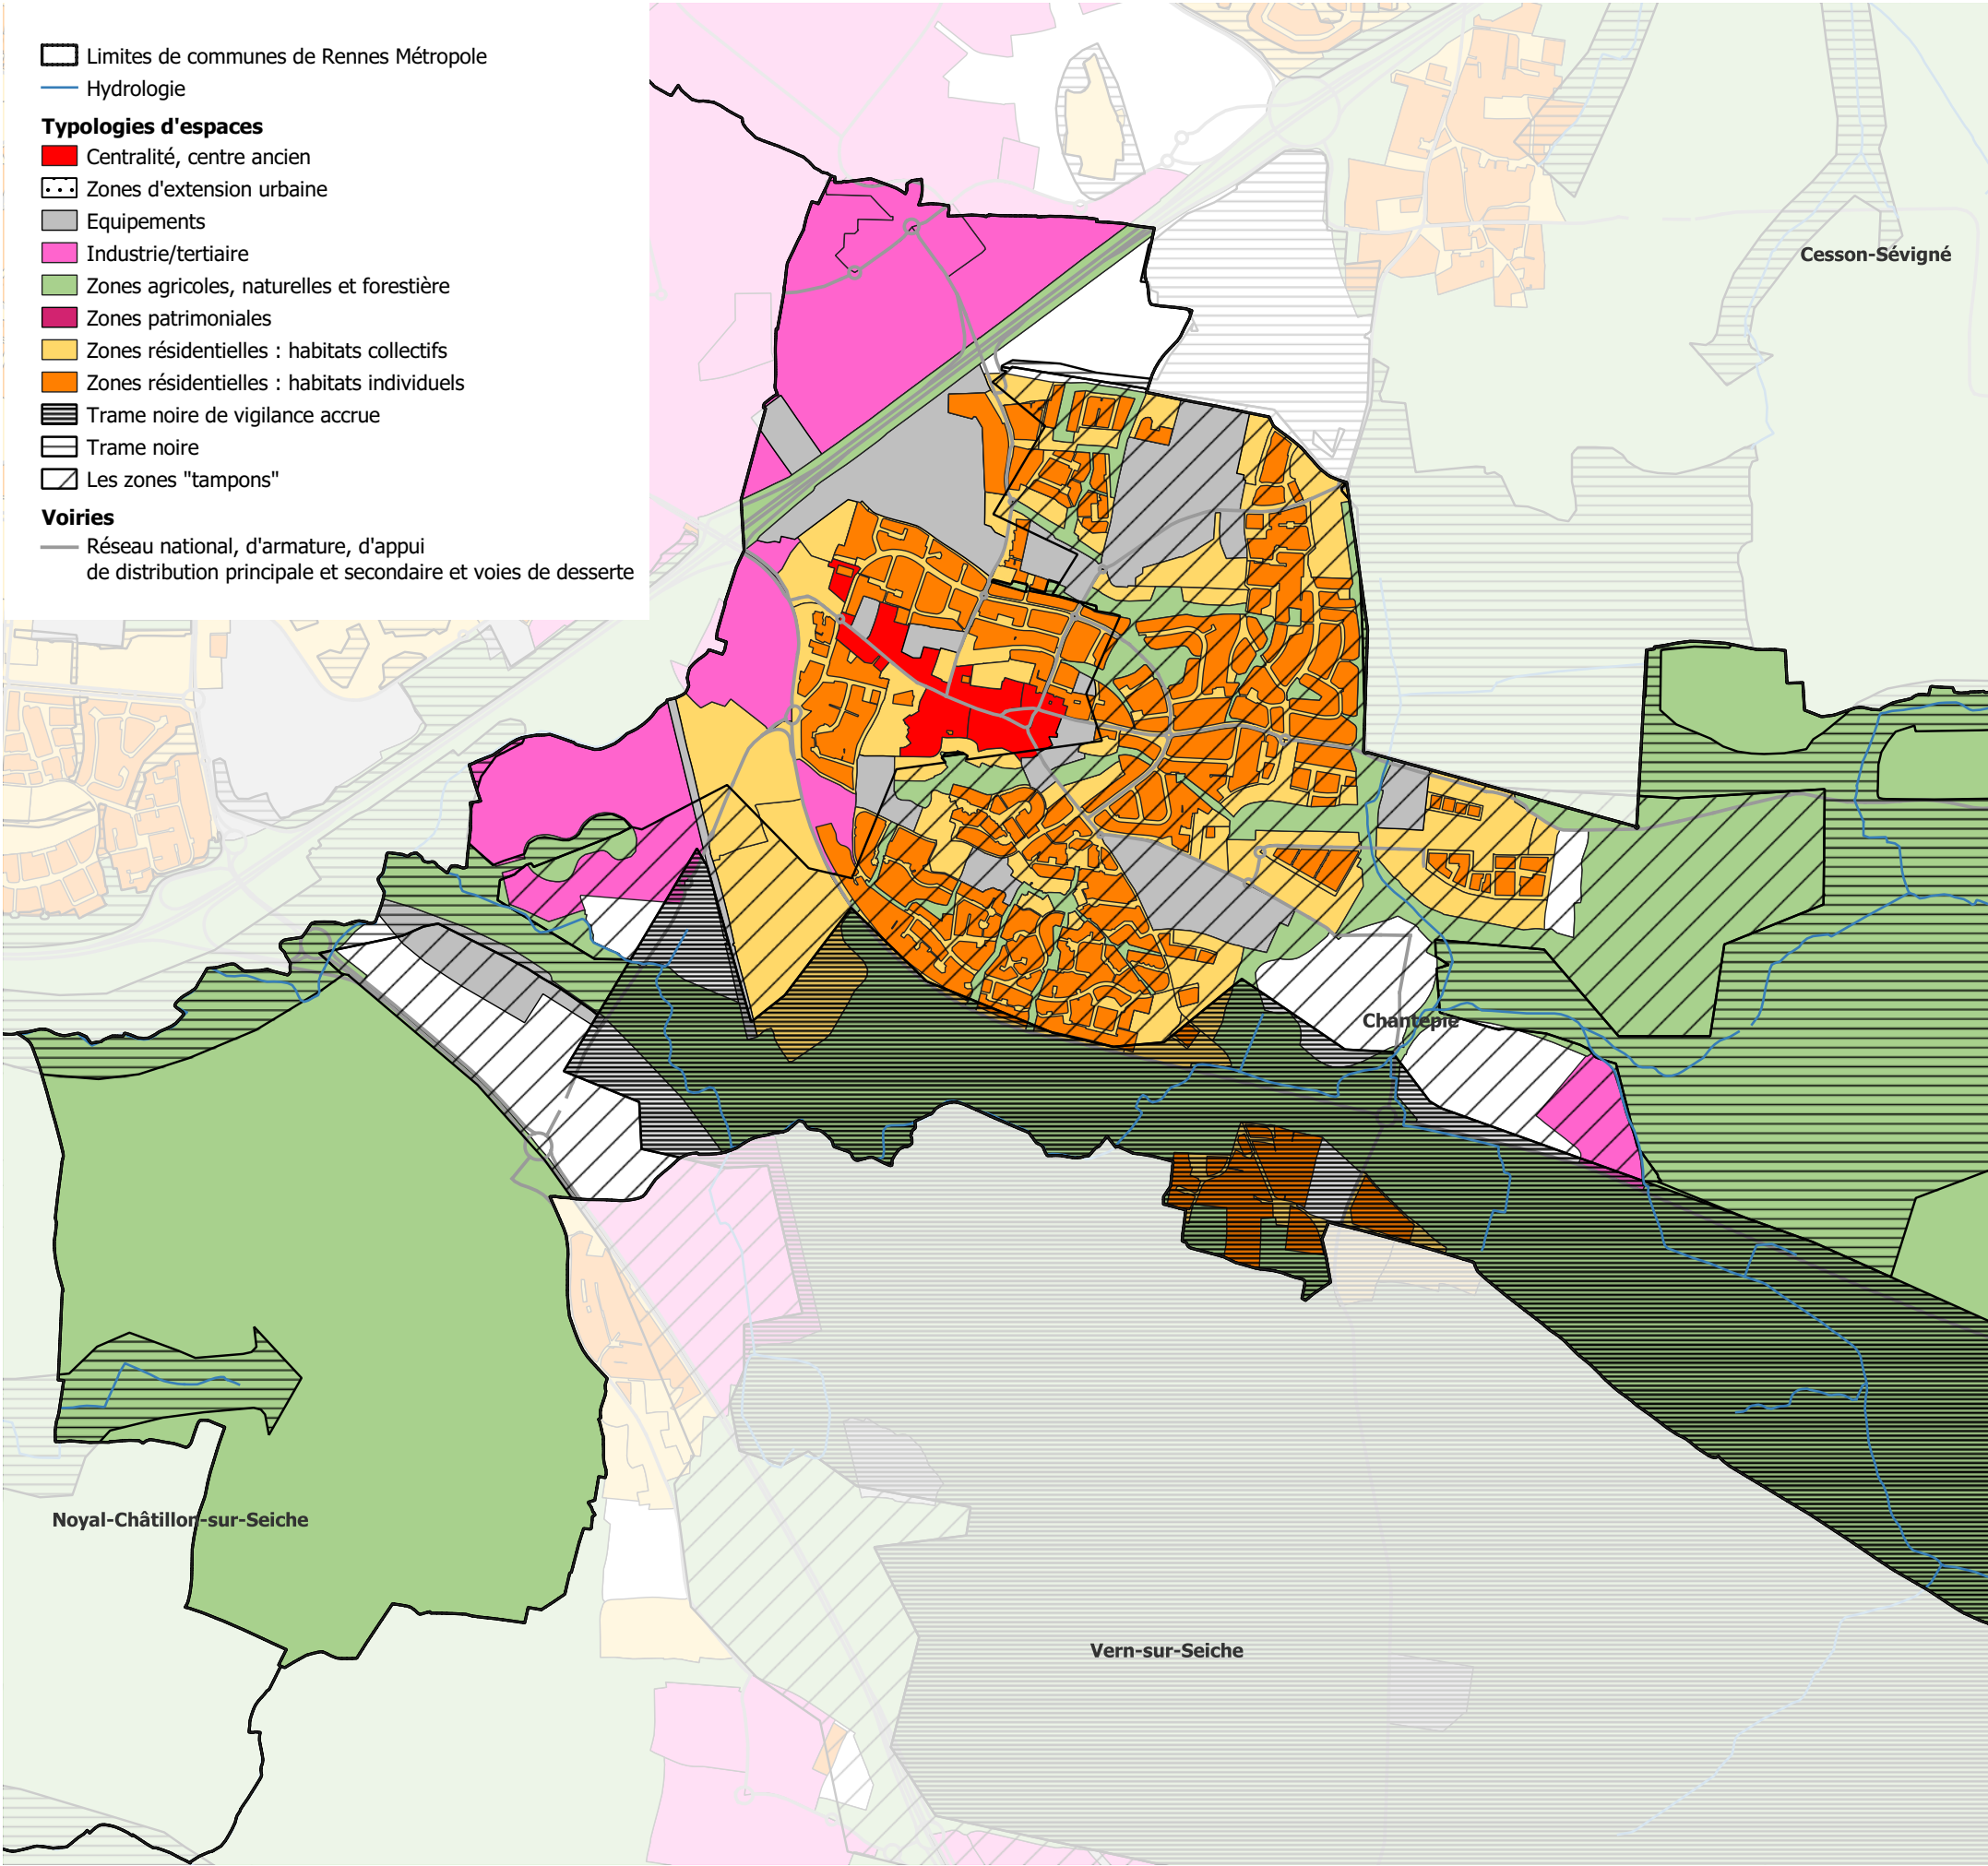 Limites de communes de Rennes Métropole
Hydrologie
Typologies d'espaces
Centralité, centre ancien
Zones d'extension urbaine
Equipements
Industrie/tertiaire
Zones agricoles, naturelles et forestière
Zones patrimoniales
Zones résidentielles : habitats collectifs
Zones résidentielles : habitats individuels
Trame noire de vigilance accrue
Trame noire
Les zones "tampons"
Voiries
Réseau national, d'armature, d'appui
de distribution principale et secondaire et voies de desserte
Cesson-Sévigné
Chantepie
Noyal-Châtillon-sur-Seiche
Vern-sur-Seiche